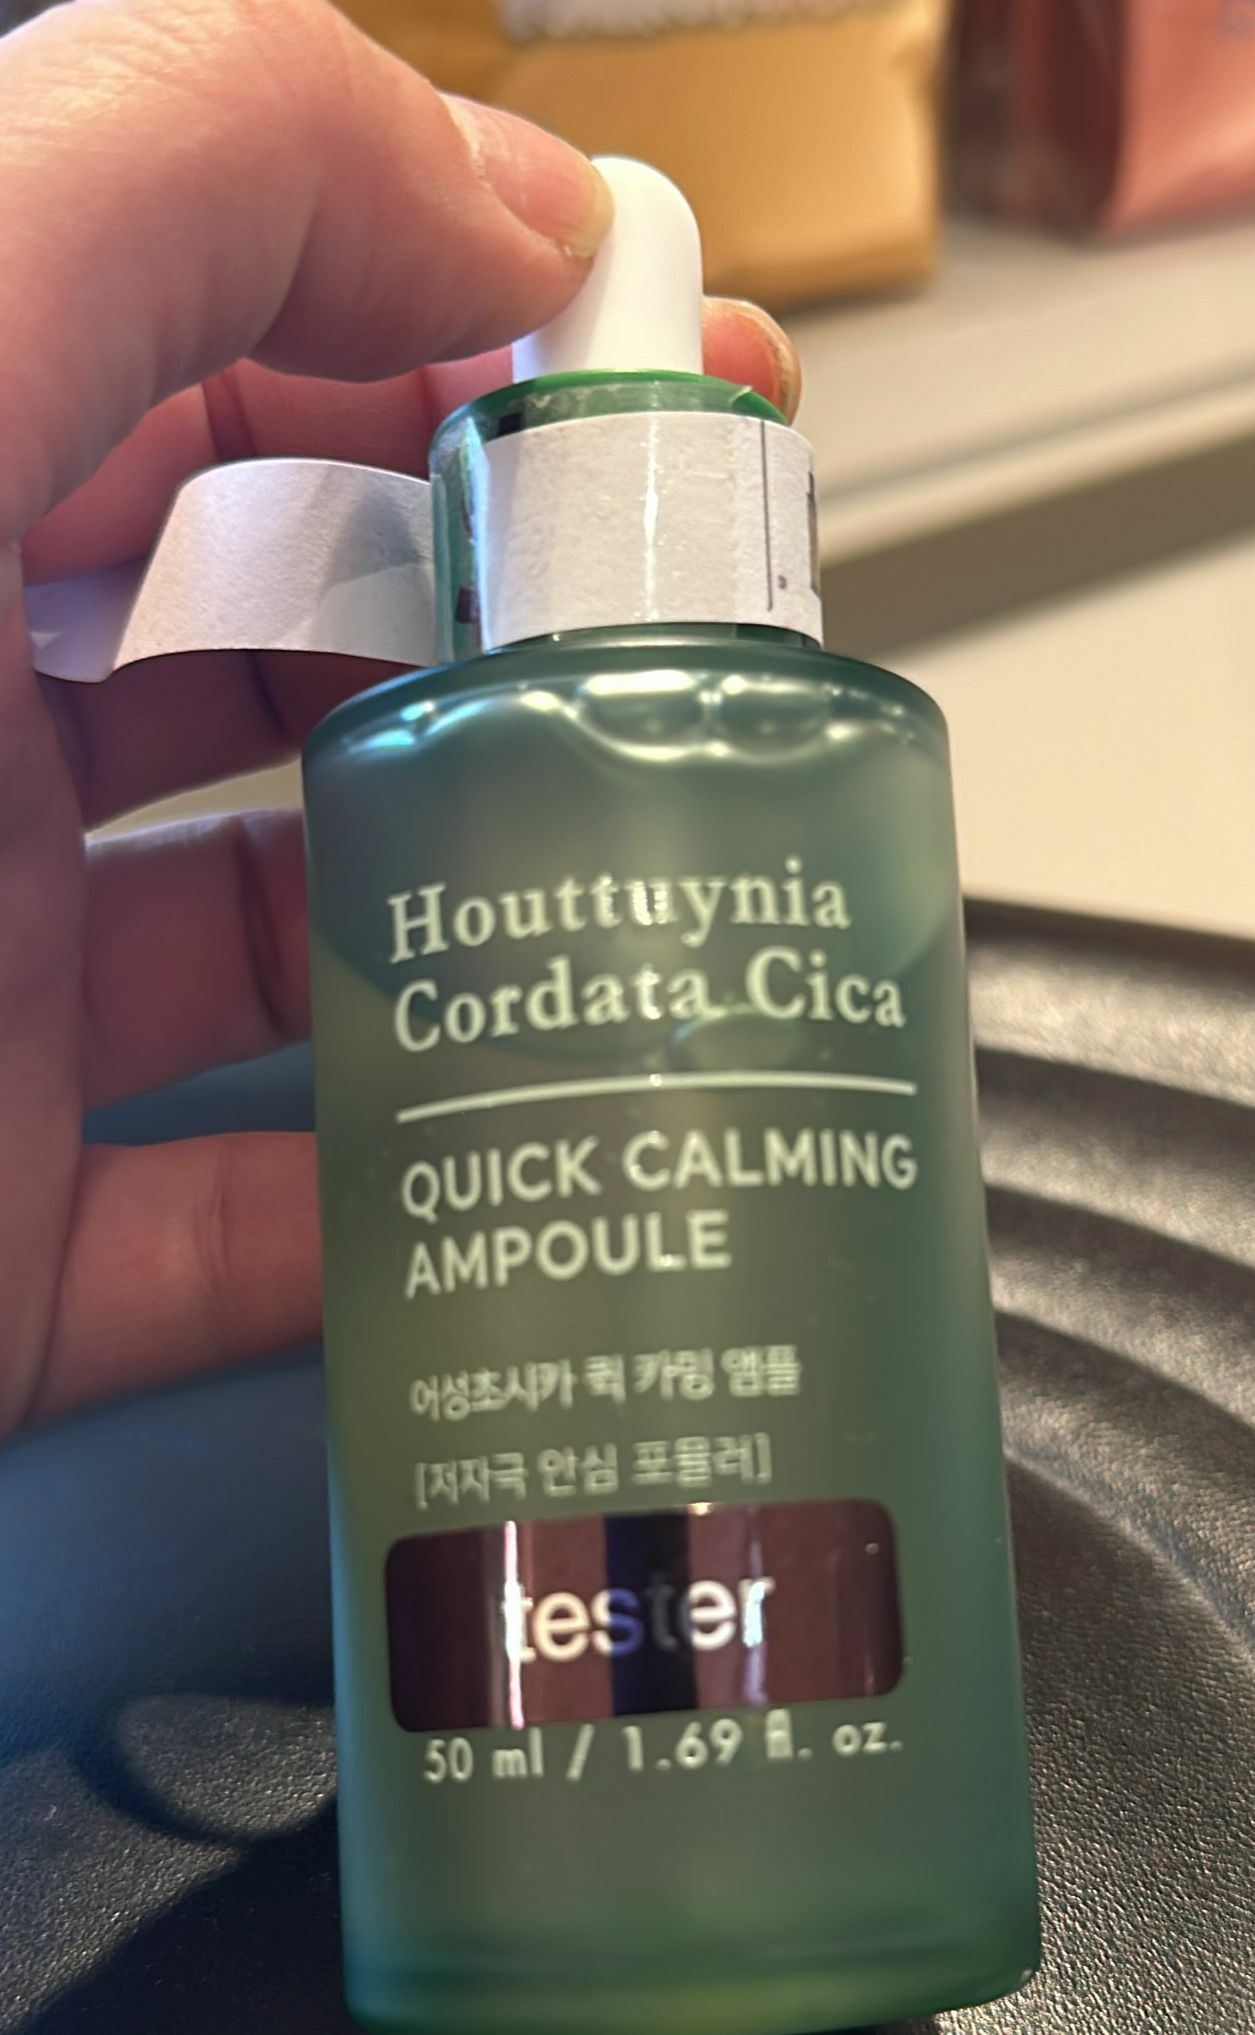 Houttuynia
Cordata Cica
QUICK CALMING
AMPOULE
어성초시카 퀵 카밍 앰플
[저자극 안심 포뮬러]
tester
50 ml / 1.69 fl. oz.